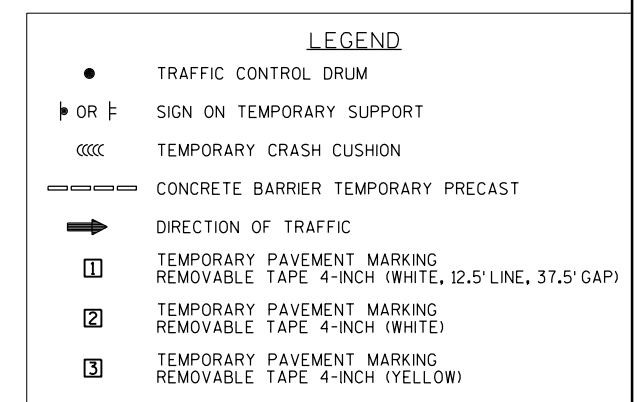 LEGEND
TRAFFIC CONTROL DRUM
OR SIGN ON TEMPORARY SUPPORT
TEMPORARY CRASH CUSHION
CONCRETE BARRIER TEMPORARY PRECAST
DIRECTION OF TRAFFIC
1 TEMPORARY PAVEMENT MARKING
REMOVABLE TAPE 4-INCH (WHITE, 12.5' LINE, 37.5' GAP)
2 TEMPORARY PAVEMENT MARKING
REMOVABLE TAPE 4-INCH (WHITE)
3 TEMPORARY PAVEMENT MARKING
REMOVABLE TAPE 4-INCH (YELLOW)